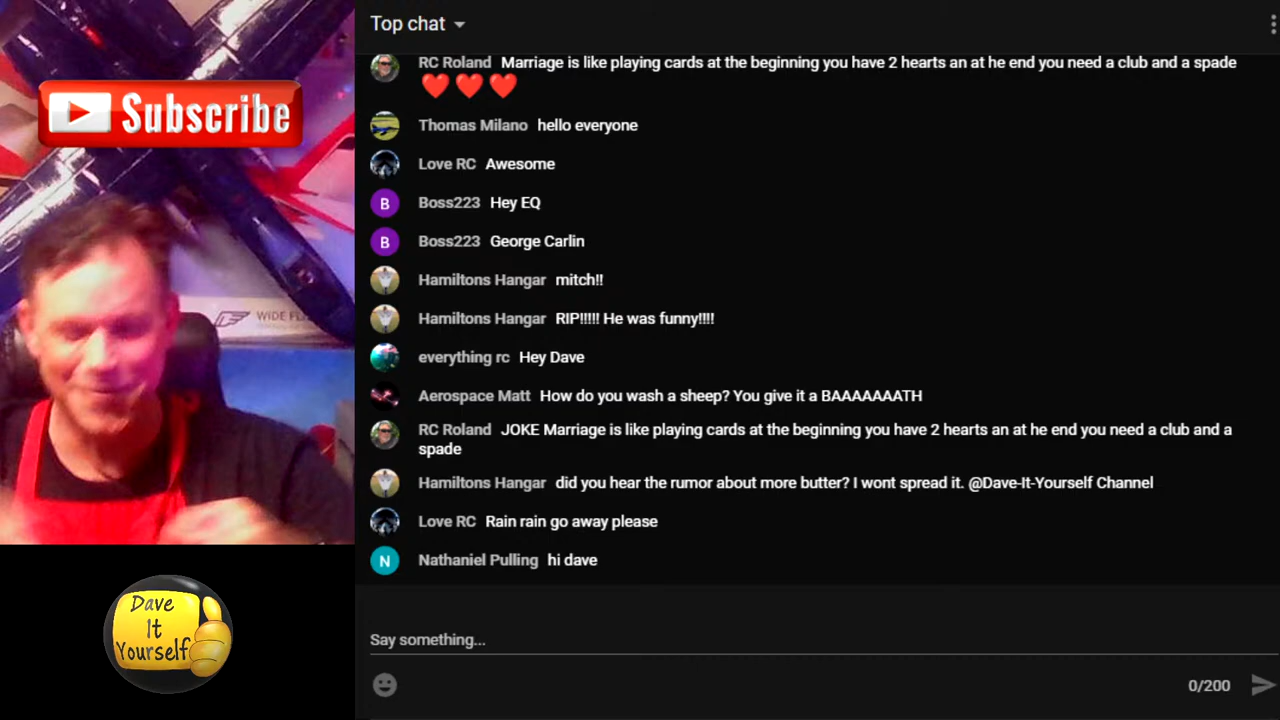 Top chat
RC Roland Marriage is like playing cards at the beginning you have 2 hearts an at he end you need a club and a spade
❤️❤️❤️
Thomas Milano hello everyone
Love RC Awesome
B Boss223 Hey EQ
B Boss223 George Carlin
Hamiltons Hangar mitch!!
Hamiltons Hangar RIP!!!!! He was funny!!!!
everything rc Hey Dave
Aerospace Matt How do you wash a sheep? You give it a BAAAAAAATH
RC Roland JOKE Marriage is like playing cards at the beginning you have 2 hearts an at he end you need a club and a
spade
Hamiltons Hangar did you hear the rumor about more butter? I wont spread it. @Dave-It-Yourself Channel
Love RC Rain rain go away please
N Nathaniel Pulling hi dave
Say something...
0/200
Subscribe
WIDE
Dave
It
Yourself